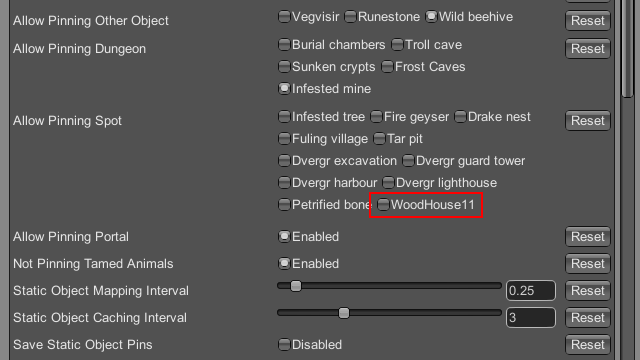 Allow Pinning Other Object Vegvisir Runestone Wild beehive Reset
Allow Pinning Dungeon Burial chambers Troll cave Reset
Sunken crypts Frost Caves
Infested mine
Allow Pinning Spot Infested tree Fire geyser Drake nest Reset
Fuling village Tar pit
Dvergr excavation Dvergr guard tower
Dvergr harbour Dvergr lighthouse
Petrified bone WoodHouse11
Allow Pinning Portal Enabled Reset
Not Pinning Tamed Animals Enabled Reset
Static Object Mapping Interval 0.25 Reset
Static Object Caching Interval 3 Reset
Save Static Object Pins Disabled Reset